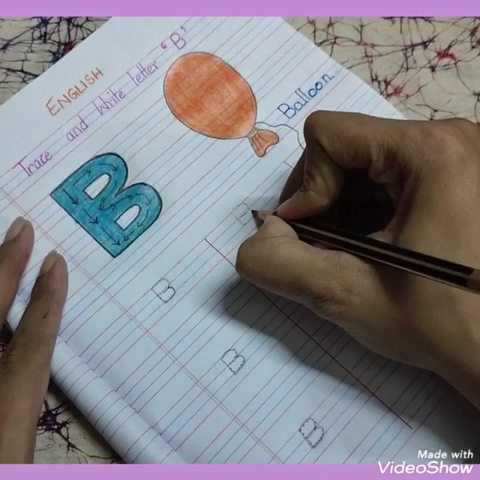 ENGLISH
Trace and Write letter "B"
Balloon
B
B
B
B
B
Made with
VideoShow